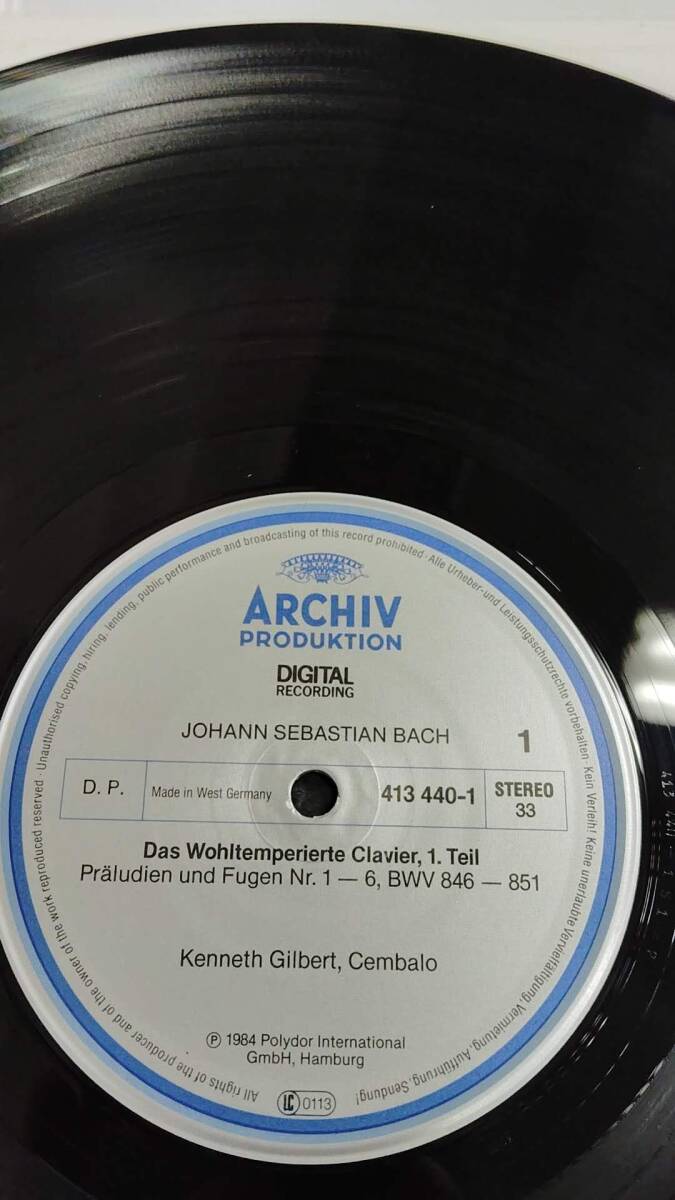 ARCHIV
PRODUKTION
DIGITAL
RECORDING
JOHANN SEBASTIAN BACH
1
D. P.
Made in West Germany
413 440-1
STEREO
33
Das Wohltemperierte Clavier, 1. Teil
Präludien und Fugen Nr. 1 — 6, BWV 846 — 851
Kenneth Gilbert, Cembalo
Ⓟ 1984 Polydor International
GmbH, Hamburg
LC 0113
All rights of the producer and of the owner of the work reproduced reserved · Unauthorised copying, hiring, lending, public performance and broadcasting of this record prohibited · Alle Urheber- und Leistungsschutzrechte vorbehalten · Kein Verleih! Keine unerlaubte Vervielfältigung, Vermietung, Aufführung, Sendung!